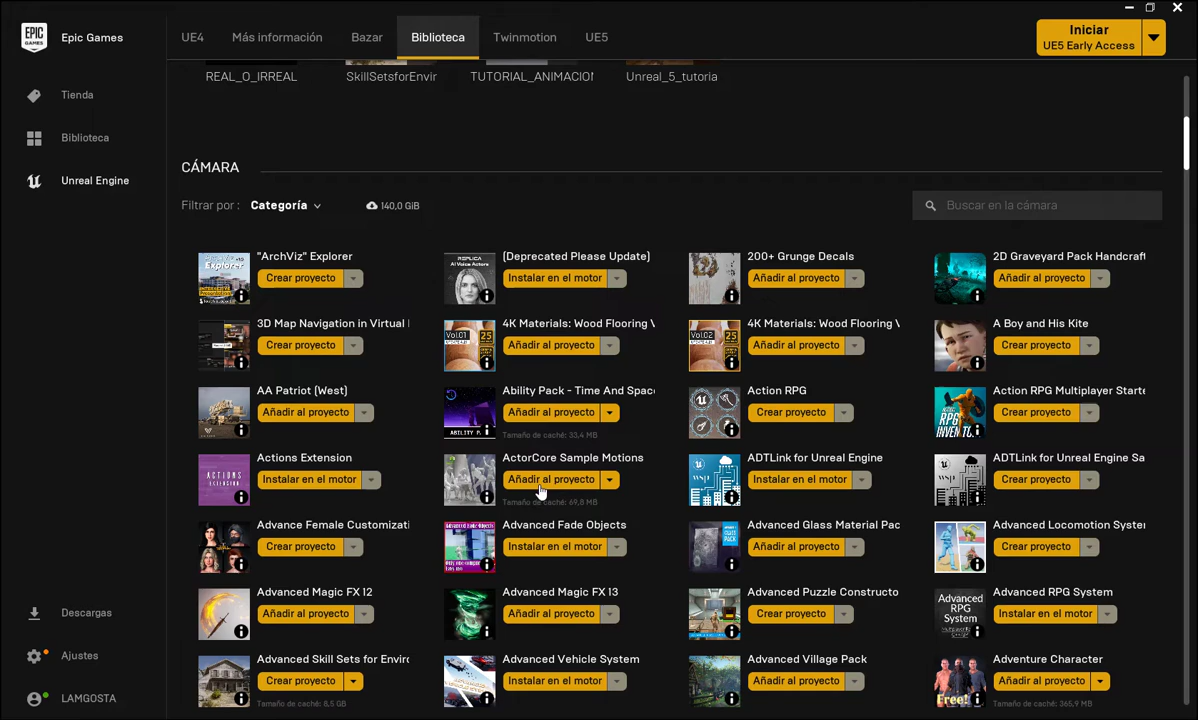 EPIC GAMES
Epic Games
UE4
Más información
Bazar
Biblioteca
Twinmotion
UE5
Iniciar
UE5 Early Access
Tienda
Biblioteca
Unreal Engine
Descargas
Ajustes
LAMGOSTA
REAL_O_IRREAL
SkillSetsforEnvir
TUTORIAL_ANIMACIOI
Unreal_5_tutoria
CÁMARA
Filtrar por :
Categoría
140,0 GiB
Buscar en la cámara
"ArchViz" Explorer
Crear proyecto
(Deprecated Please Update)
Instalar en el motor
200+ Grunge Decals
Añadir al proyecto
2D Graveyard Pack Handcraft
Añadir al proyecto
3D Map Navigation in Virtual
Crear proyecto
4K Materials: Wood Flooring V
Añadir al proyecto
4K Materials: Wood Flooring V
Añadir al proyecto
A Boy and His Kite
Crear proyecto
AA Patriot (West)
Añadir al proyecto
Ability Pack - Time And Space
Añadir al proyecto
Tamaño de caché: 33,4 MB
Action RPG
Crear proyecto
Action RPG Multiplayer Starte
Crear proyecto
Actions Extension
Instalar en el motor
ActorCore Sample Motions
Añadir al proyecto
Tamaño de caché: 69,8 MB
ADTLink for Unreal Engine
Instalar en el motor
ADTLink for Unreal Engine Sa
Crear proyecto
Advance Female Customizati
Crear proyecto
Advanced Fade Objects
Instalar en el motor
Advanced Glass Material Pac
Añadir al proyecto
Advanced Locomotion System
Crear proyecto
Advanced Magic FX 12
Añadir al proyecto
Advanced Magic FX 13
Añadir al proyecto
Advanced Puzzle Constructo
Crear proyecto
Advanced RPG System
Instalar en el motor
Advanced Skill Sets for Enviro
Crear proyecto
Tamaño de caché: 8,5 GB
Advanced Vehicle System
Instalar en el motor
Advanced Village Pack
Añadir al proyecto
Adventure Character
Añadir al proyecto
Tamaño de caché: 365,9 MB